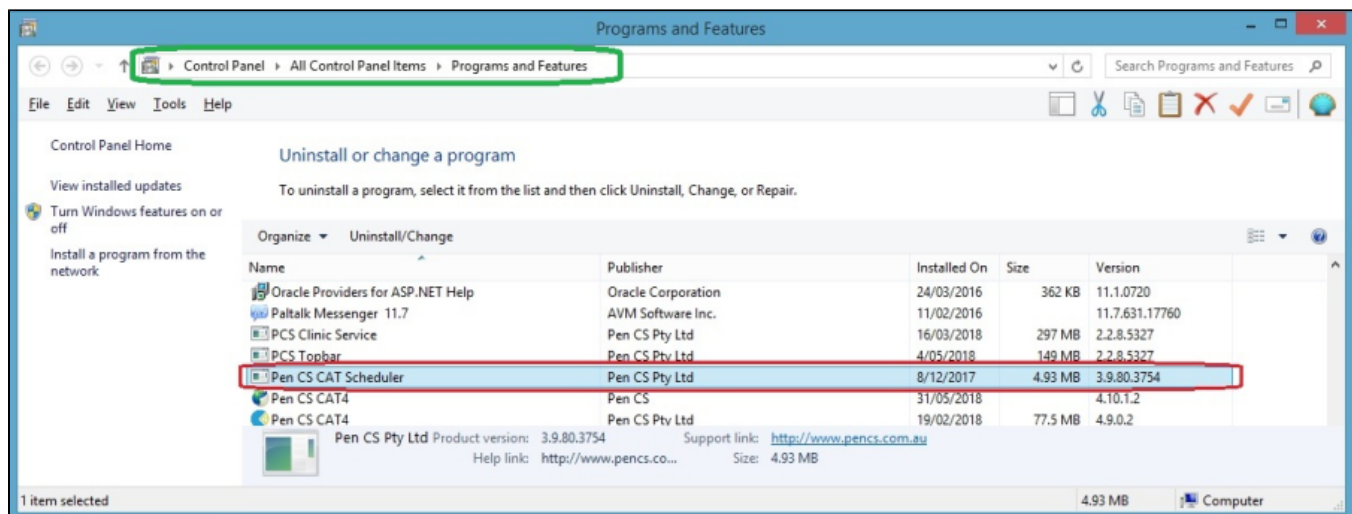 Programs and Features
Control Panel All Control Panel Items Programs and Features Search Programs and Features
File Edit View Tools Help
Control Panel Home
View installed updates
Turn Windows features on or
off
Install a program from the
network
Uninstall or change a program
To uninstall a program, select it from the list and then click Uninstall, Change, or Repair.
Organize Uninstall/Change
Name Publisher Installed On Size Version
Oracle Providers for ASP.NET Help Oracle Corporation 24/03/2016 362 KB 11.1.0720
Paltalk Messenger 11.7 AVM Software Inc. 11/02/2016 11.7.631.17760
PCS Clinic Service Pen CS Pty Ltd 16/03/2018 297 MB 2.2.8.5327
PCS Topbar Pen CS Pty Ltd 4/05/2018 149 MB 2.2.8.5327
Pen CS CAT Scheduler Pen CS Pty Ltd 8/12/2017 4.93 MB 3.9.80.3754
Pen CS CAT4 Pen CS 31/05/2018 4.10.1.2
Pen CS CAT4 Pen CS Pty Ltd 19/02/2018 77.5 MB 4.9.0.2
Pen CS Pty Ltd Product version: 3.9.80.3754 Support link: http://www.pencs.com.au
Help link: http://www.pencs.co... Size: 4.93 MB
1 item selected 4.93 MB Computer